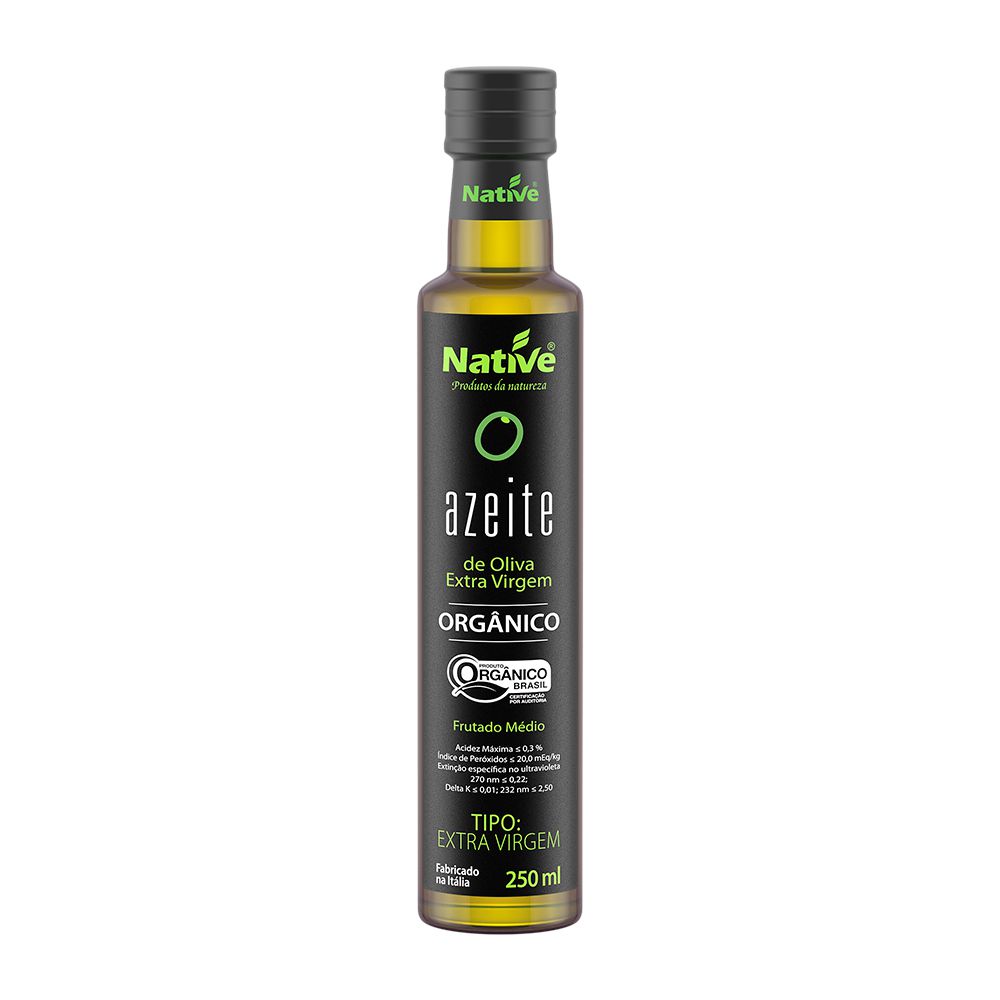 Native®
Native®
Produtos da natureza
azeite
de Oliva
Extra Virgem
ORGÂNICO
PRODUTO
ORGÂNICO
BRASIL
CERTIFICAÇÃO
POR AUDITORIA
Frutado Médio
Acidez Máxima ≤ 0,3 %
Índice de Peróxidos ≤ 20,0 mEq/kg
Extinção específica no ultravioleta
270 nm ≤ 0,22;
Delta K ≤ 0,01; 232 nm ≤ 2,50
TIPO:
EXTRA VIRGEM
Fabricado
na Itália
250 ml